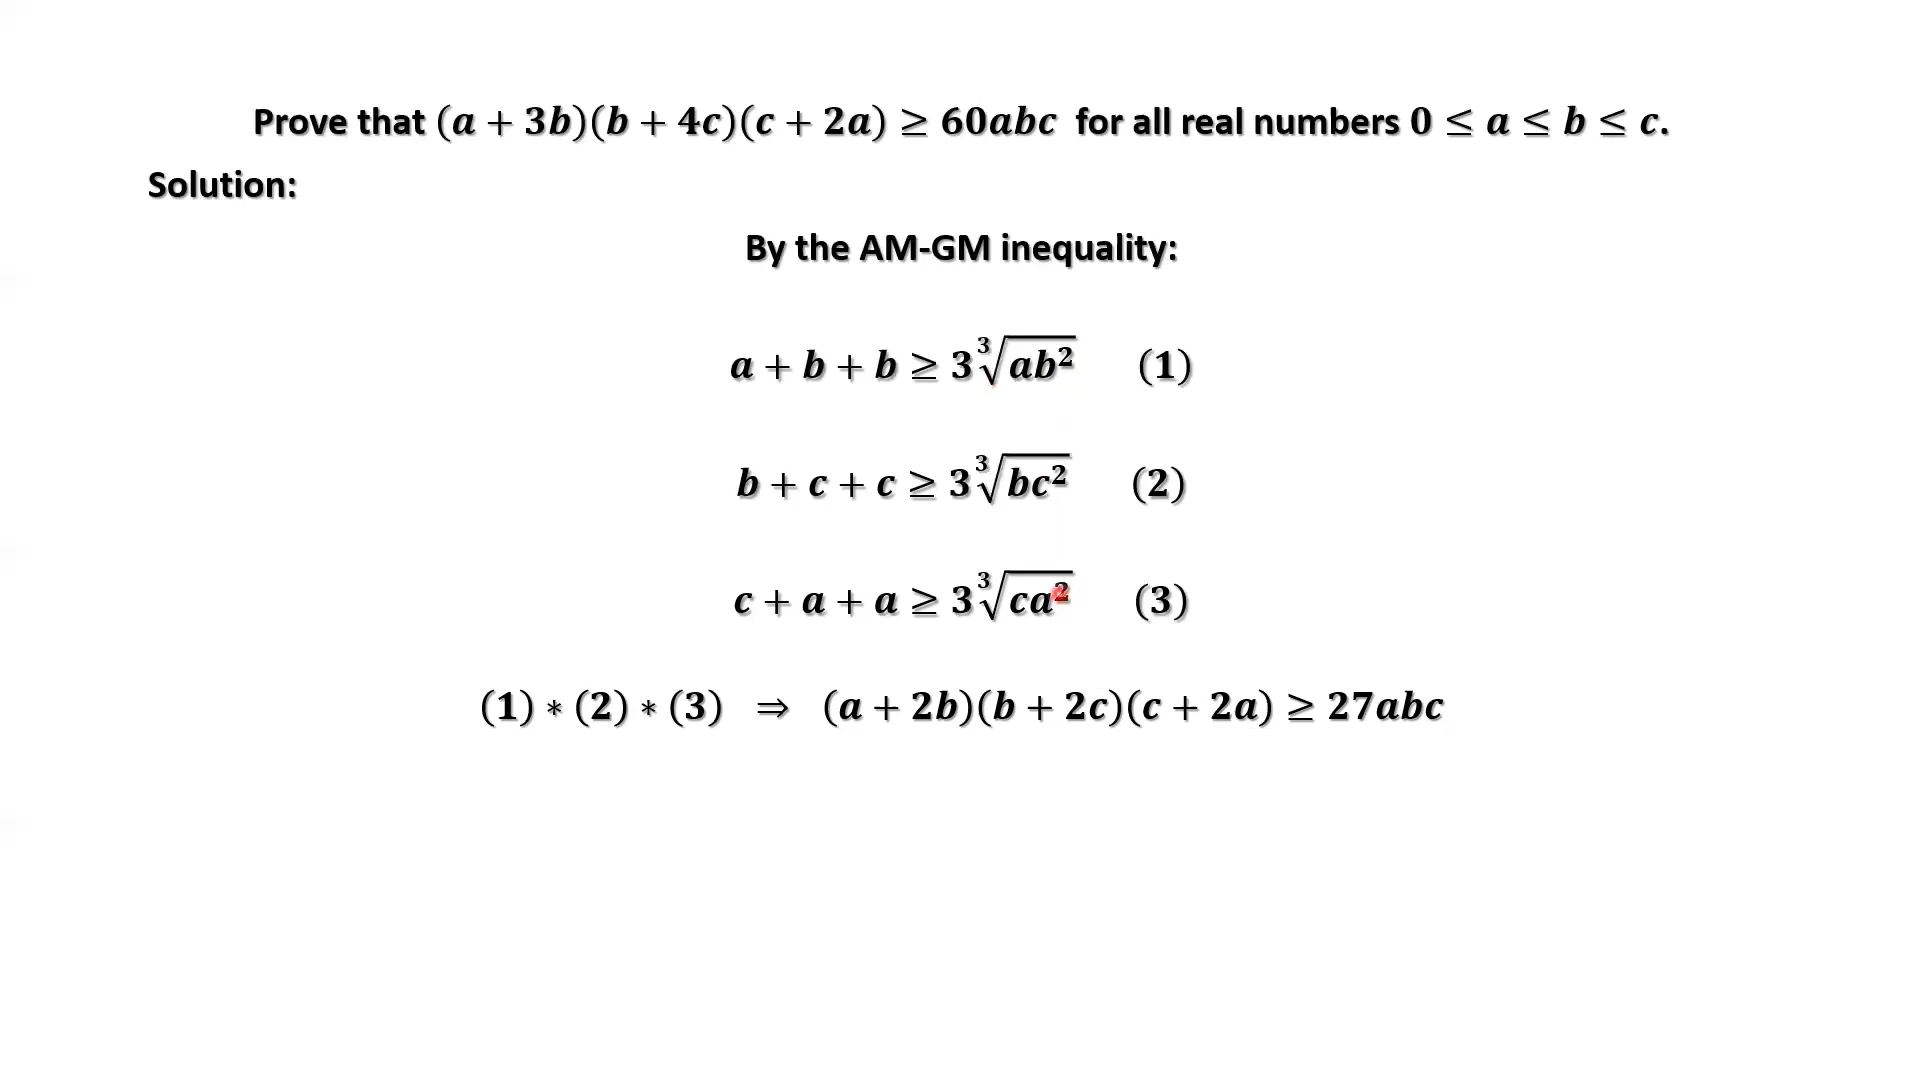 Prove that (a + 3b)(b + 4c)(c + 2a) ≥ 60abc for all real numbers 0 ≤ a ≤ b ≤ c.
Solution:
By the AM-GM inequality:
a + b + b ≥ 3∛(ab²) (1)
b + c + c ≥ 3∛(bc²) (2)
c + a + a ≥ 3∛(ca²) (3)
(1) * (2) * (3) ⇒ (a + 2b)(b + 2c)(c + 2a) ≥ 27abc